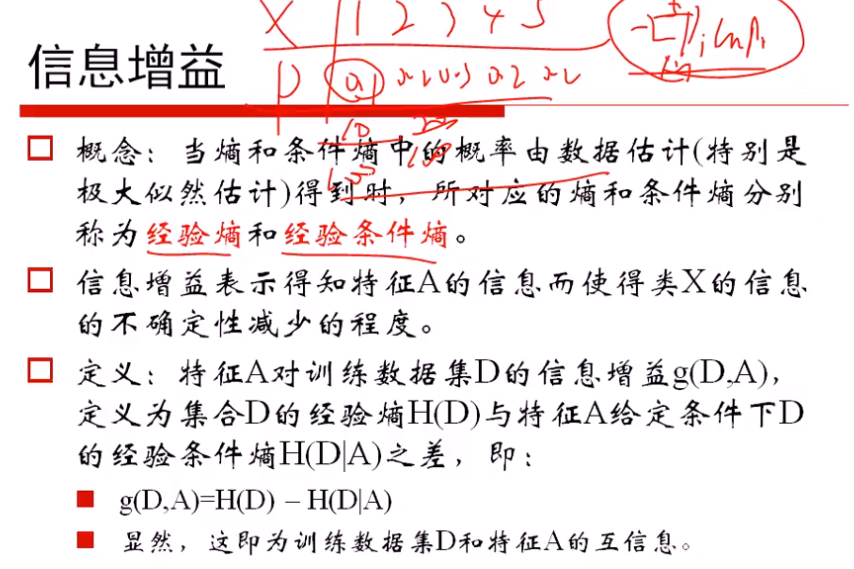 X 1 2 3 4 5
信息增益
P 0.1 0.2 0.3 0.2 0.2
10
100
概念：当熵和条件熵中的概率由数据估计(特别是
极大似然估计)得到时，所对应的熵和条件熵分别
称为经验熵和经验条件熵。
信息增益表示得知特征A的信息而使得类X的信息
的不确定性减少的程度。
定义：特征A对训练数据集D的信息增益g(D,A)，
定义为集合D的经验熵H(D)与特征A给定条件下D
的经验条件熵H(D|A)之差，即：
g(D,A)=H(D) – H(D|A)
显然，这即为训练数据集D和特征A的互信息。